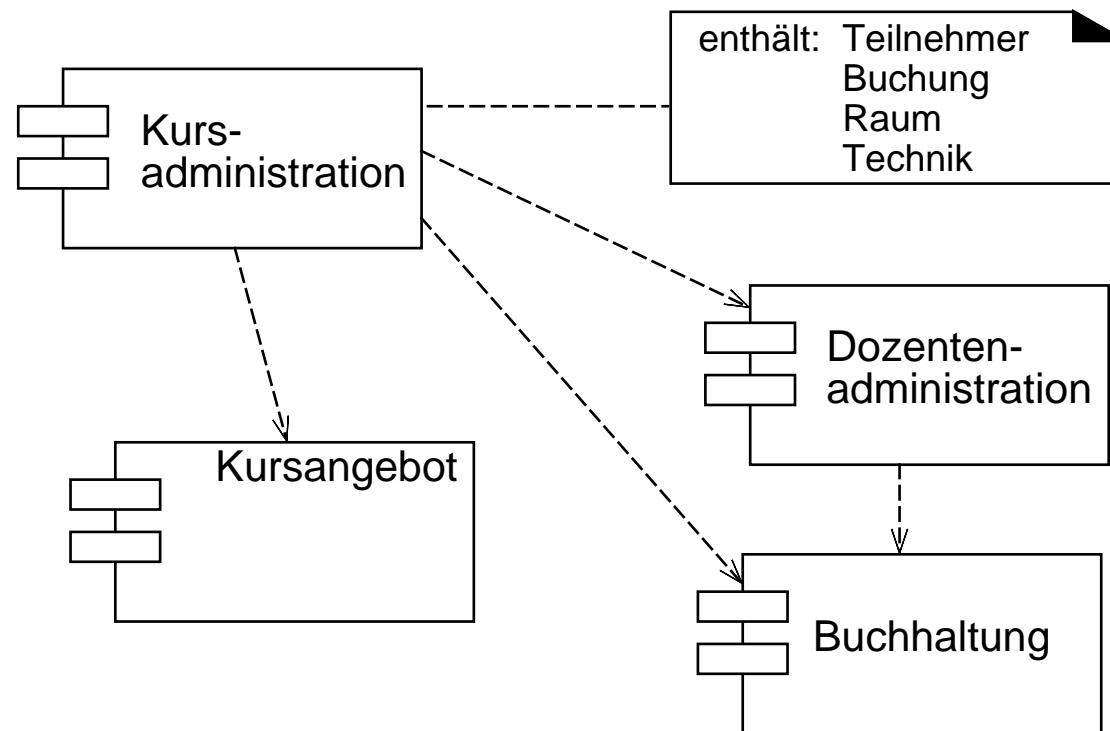 enthält: Teilnehmer
Buchung
Raum
Technik
Kurs-
administration
Dozenten-
administration
Kursangebot
Buchhaltung